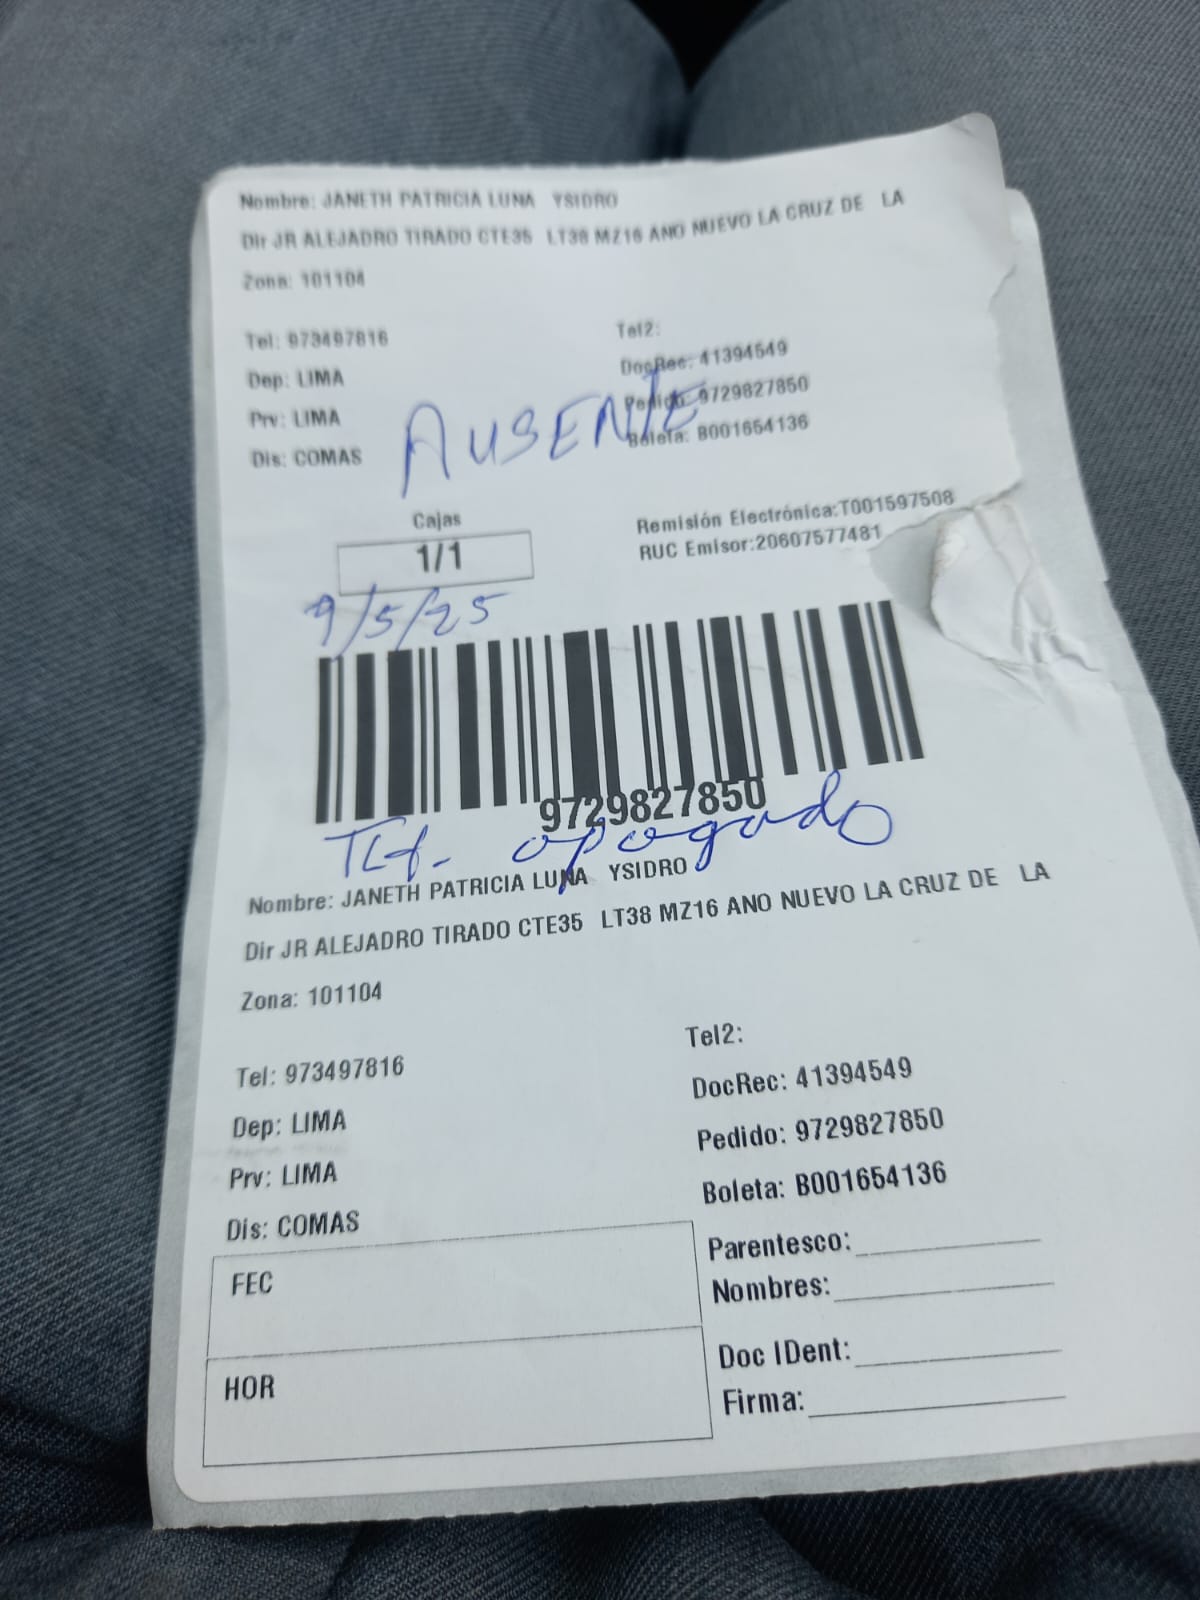 Nombre: JANETH PATRICIA LUNA YSIDRO
Dir JR ALEJADRO TIRADO CTE35 LT38 MZ16 ANO NUEVO LA CRUZ DE LA
Zona: 101104
Tel: 973497816 Tel2:
DocRec: 41394549
Dep: LIMA
Pedido: 9729827850
Prv: LIMA
AUSENTE
Boleta: B001654136
Dis: COMAS
Cajas
1/1
Remisión Electrónica:T001597508
RUC Emisor:20607577481
9/5/25
9729827850
Tlf. apagado
Nombre: JANETH PATRICIA LUNA YSIDRO
Dir JR ALEJADRO TIRADO CTE35 LT38 MZ16 ANO NUEVO LA CRUZ DE LA
Zona: 101104
Tel: 973497816 Tel2:
Dep: LIMA DocRec: 41394549
Prv: LIMA Pedido: 9729827850
Dis: COMAS Boleta: B001654136
FEC
Parentesco:
Nombres:
HOR
Doc IDent:
Firma: